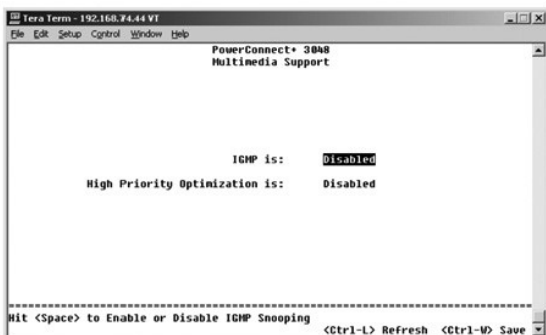 Tera Term - 192.168.74.44 VT
File Edit Setup Control Window Help
PowerConnect+ 3048
Multimedia Support
IGMP is: Disabled
High Priority Optimization is: Disabled
Hit <Space> to Enable or Disable IGMP Snooping
<Ctrl-L> Refresh <Ctrl-W> Save